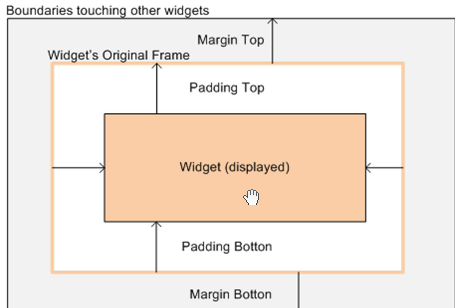 Boundaries touching other widgets
Margin Top
Widget's Original Frame
Padding Top
Widget (displayed)
Padding Botton
Margin Botton